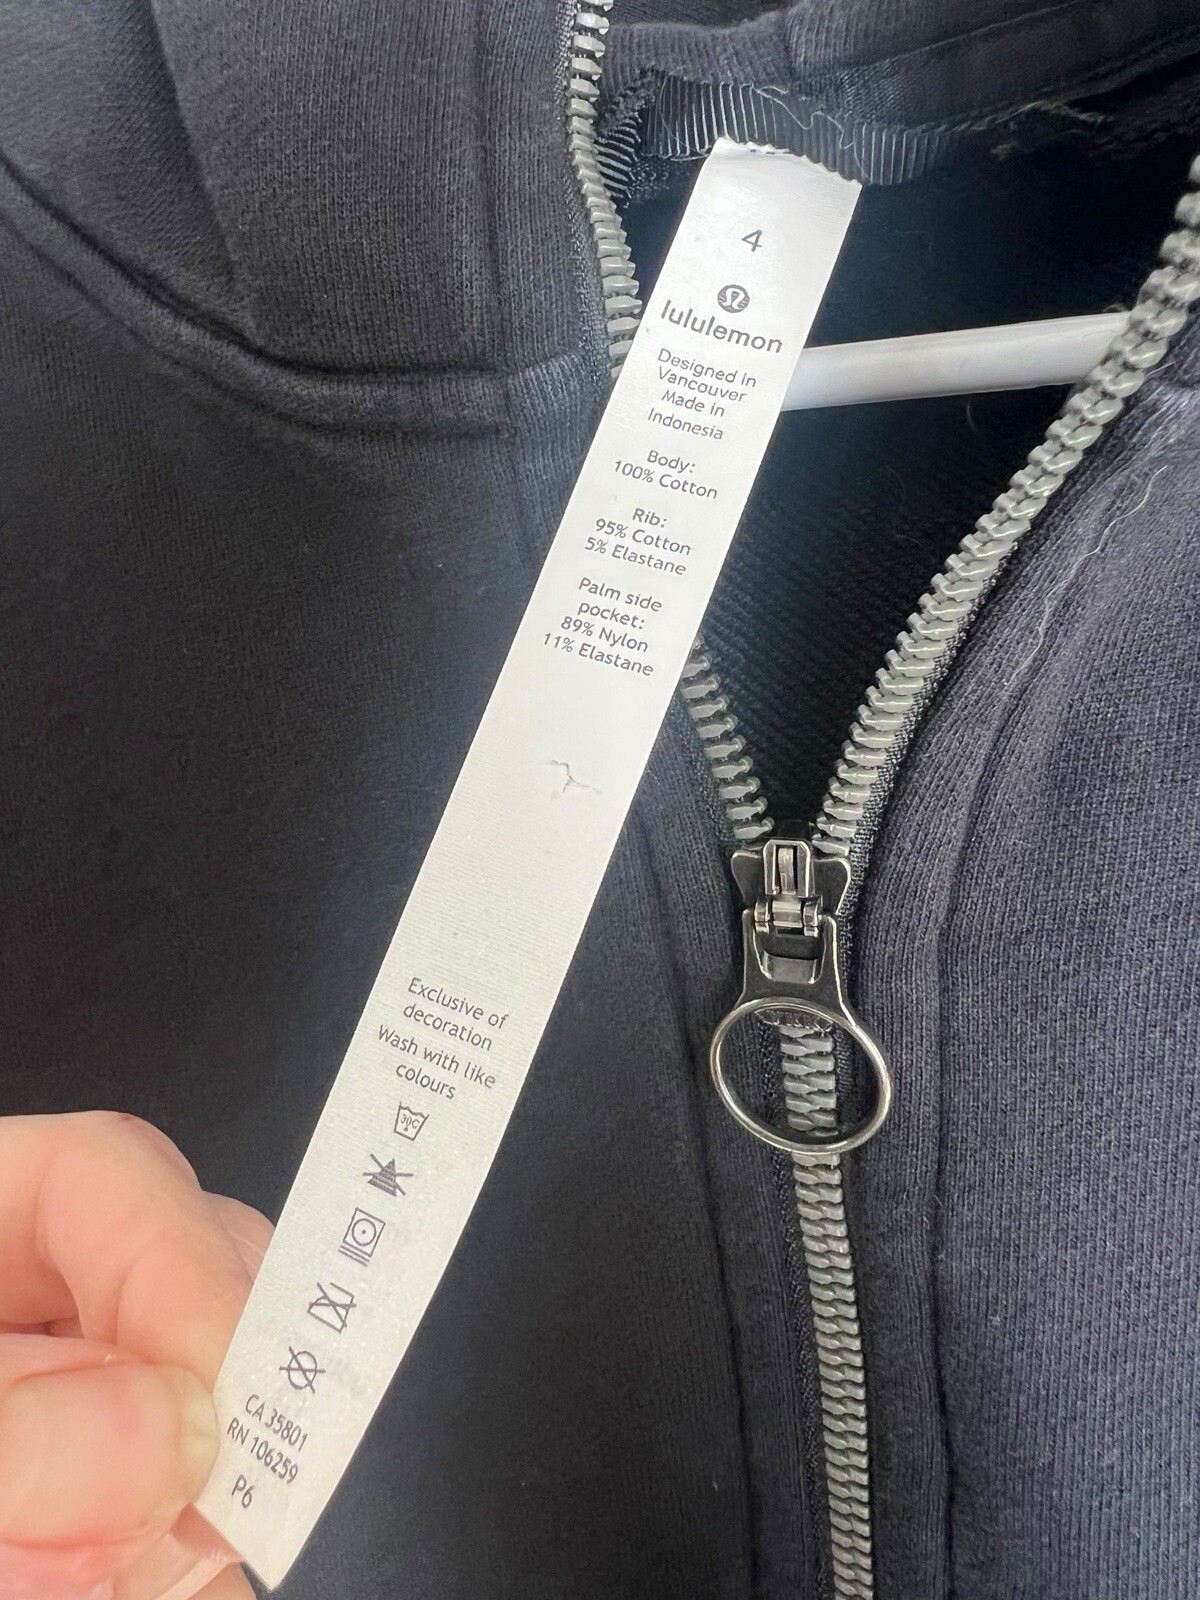 4
lululemon
Designed in
Vancouver
Made in
Indonesia
Body:
100% Cotton
Rib:
95% Cotton
5% Elastane
Palm side
pocket:
89% Nylon
11% Elastane
Exclusive of
decoration
Wash with like
colours
30C
CA 35801
RN 106259
P6